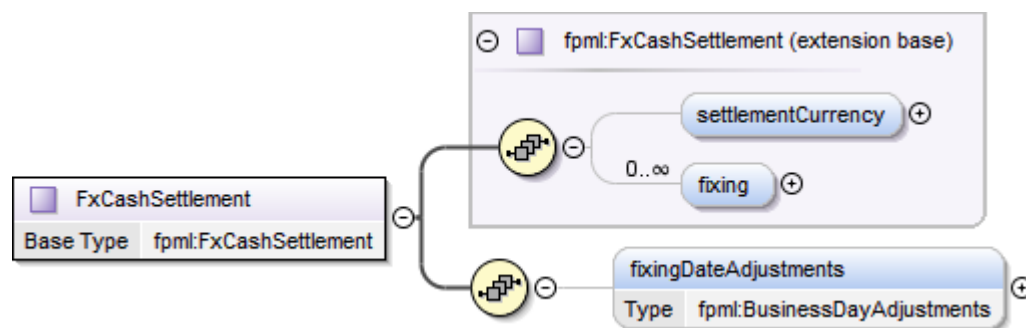 fpml:FxCashSettlement (extension base)
settlementCurrency
0..∞
fixing
FxCashSettlement
Base Type fpml:FxCashSettlement
fixingDateAdjustments
Type fpml:BusinessDayAdjustments